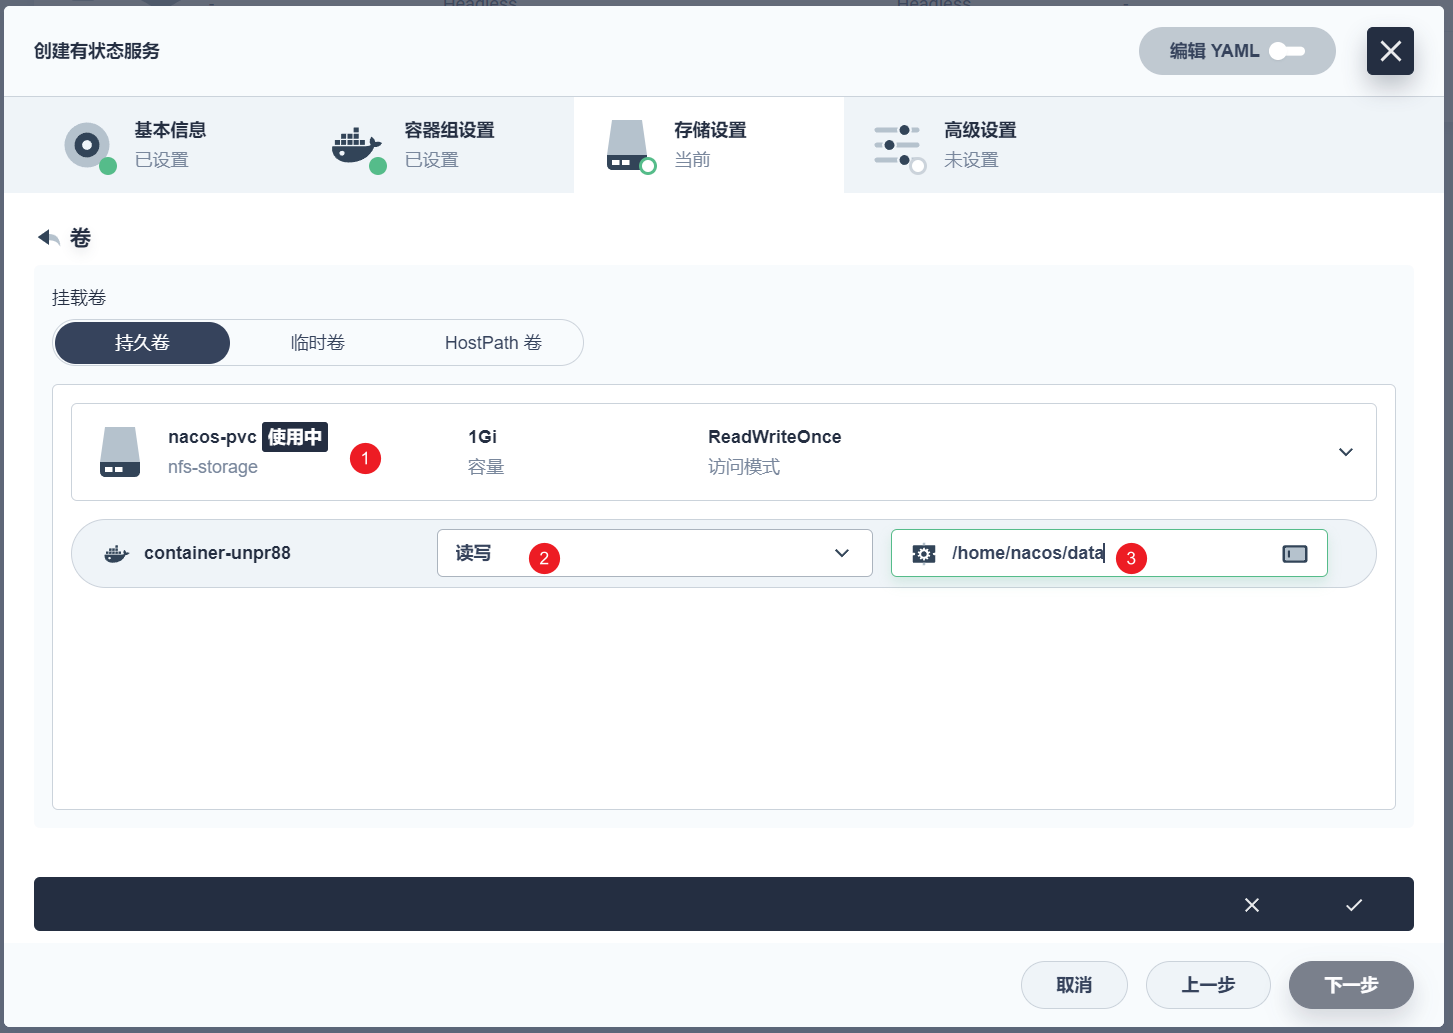 Headless Headless
创建有状态服务 编辑 YAML
基本信息 容器组设置 存储设置 高级设置
已设置 已设置 当前 未设置
卷
挂载卷
持久卷 临时卷 HostPath 卷
nacos-pvc 使用中 1Gi ReadWriteOnce
1
nfs-storage 容量 访问模式
container-unpr88 读写 2 /home/nacos/data 3
取消 上一步 下一步